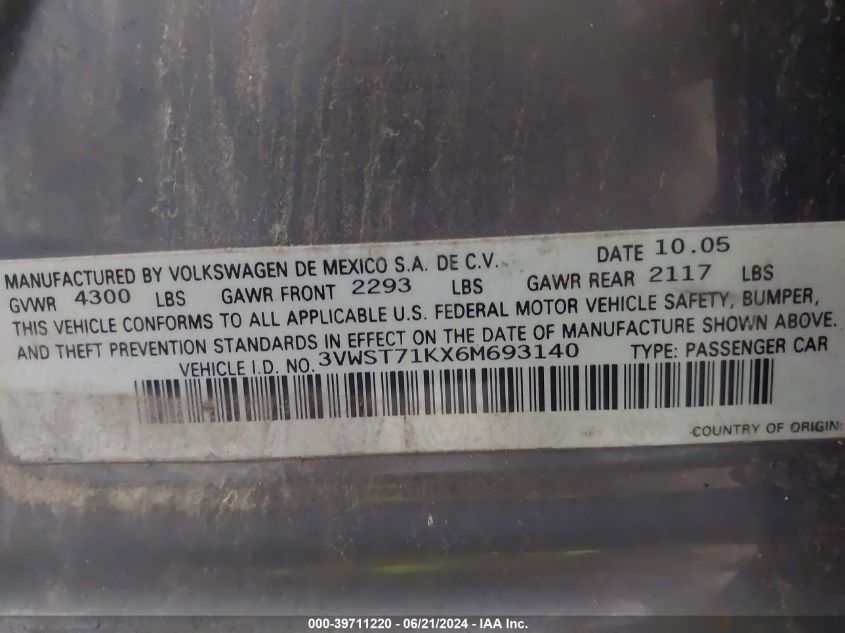 MANUFACTURED BY VOLKSWAGEN DE MEXICO S.A. DE C.V. DATE 10.05
GVWR 4300 LBS GAWR FRONT 2293 LBS GAWR REAR 2117 LBS
THIS VEHICLE CONFORMS TO ALL APPLICABLE U.S. FEDERAL MOTOR VEHICLE SAFETY, BUMPER,
AND THEFT PREVENTION STANDARDS IN EFFECT ON THE DATE OF MANUFACTURE SHOWN ABOVE.
VEHICLE I.D. NO. 3VWST71KX6M693140 TYPE: PASSENGER CAR
COUNTRY OF ORIGIN:
000-39711220 - 06/21/2024 - IAA Inc.